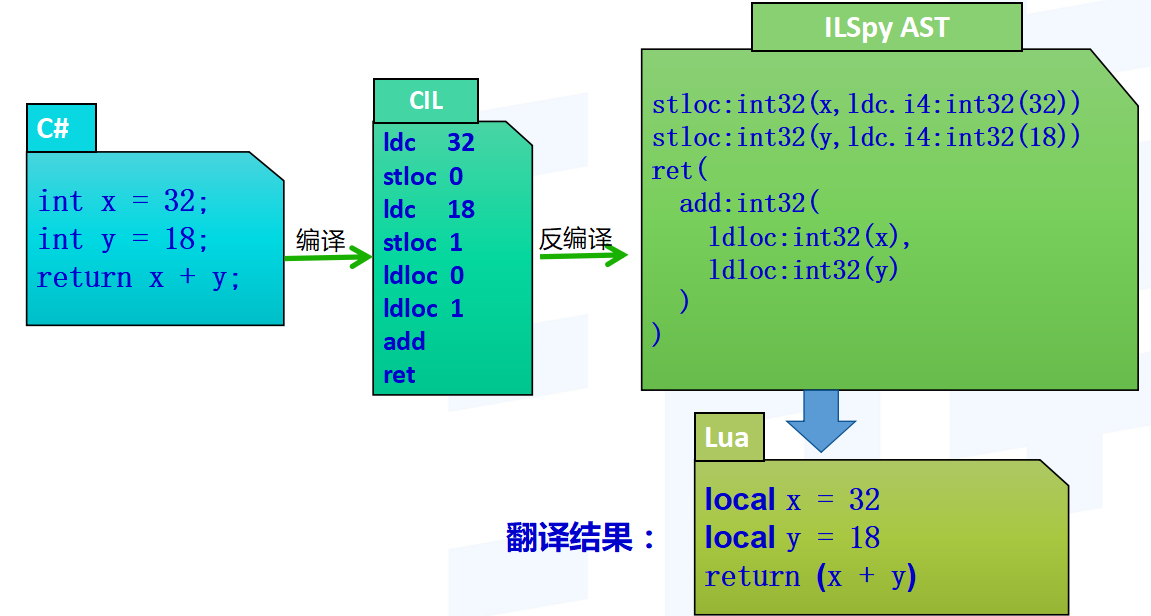 C#
int x = 32;
int y = 18;
return x + y;
编译
CIL
ldc 32
stloc 0
ldc 18
stloc 1
ldloc 0
ldloc 1
add
ret
反编译
ILSpy AST
stloc:int32(x,ldc.i4:int32(32))
stloc:int32(y,ldc.i4:int32(18))
ret(
add:int32(
ldloc:int32(x),
ldloc:int32(y)
)
)
翻译结果：
Lua
local x = 32
local y = 18
return (x + y)